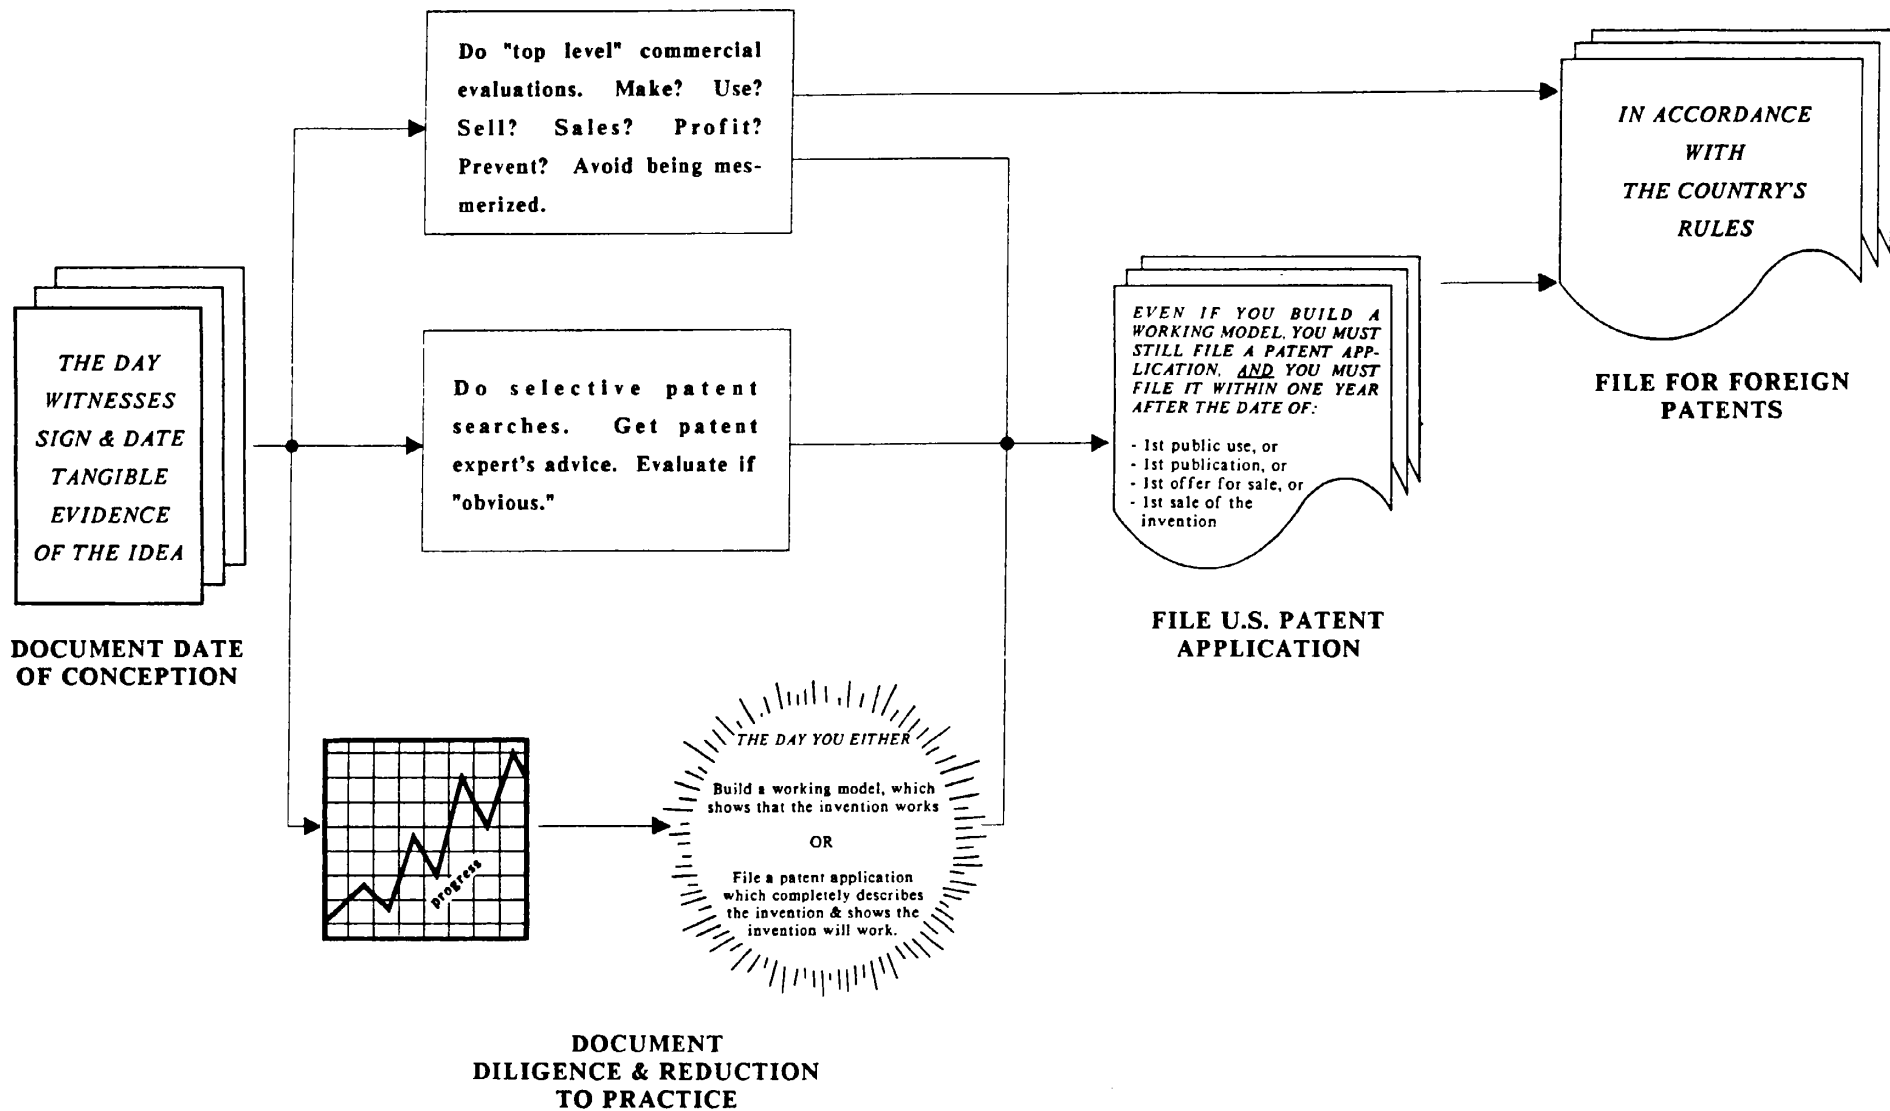 Do "top level" commercial
evaluations. Make? Use?
Sell? Sales? Profit?
Prevent? Avoid being mes-
merized.
IN ACCORDANCE
WITH
THE COUNTRY'S
RULES
FILE FOR FOREIGN
PATENTS
THE DAY
WITNESSES
SIGN & DATE
TANGIBLE
EVIDENCE
OF THE IDEA
DOCUMENT DATE
OF CONCEPTION
Do selective patent
searches. Get patent
expert's advice. Evaluate if
"obvious."
EVEN IF YOU BUILD A
WORKING MODEL, YOU MUST
STILL FILE A PATENT APP-
LICATION, AND YOU MUST
FILE IT WITHIN ONE YEAR
AFTER THE DATE OF:
- 1st public use, or
- 1st publication, or
- 1st offer for sale, or
- 1st sale of the
invention
FILE U.S. PATENT
APPLICATION
progress
THE DAY YOU EITHER
Build a working model, which
shows that the invention works
OR
File a patent application
which completely describes
the invention & shows the
invention will work.
DOCUMENT
DILIGENCE & REDUCTION
TO PRACTICE